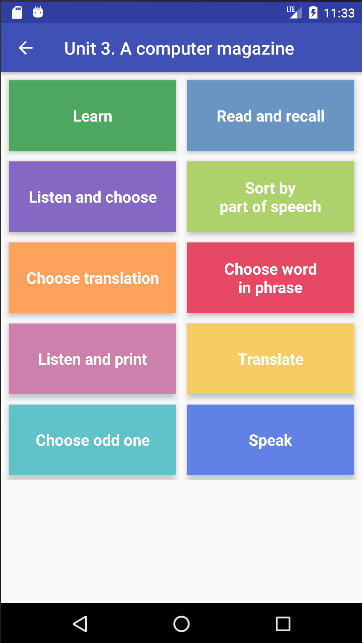 LTE 11:33
Unit 3. A computer magazine
Learn
Read and recall
Listen and choose
Sort by
part of speech
Choose translation
Choose word
in phrase
Listen and print
Translate
Choose odd one
Speak